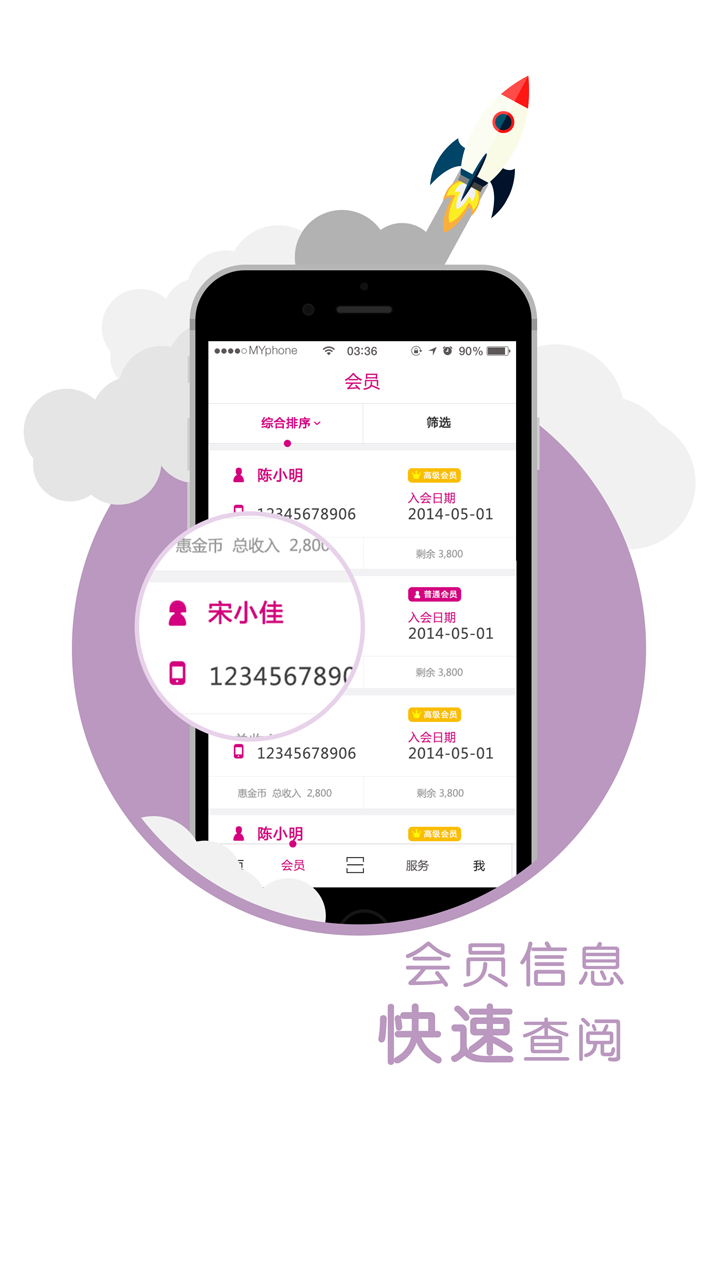 MYphone 03:36 90%
会员
综合排序 筛选
陈小明 高级会员
入会日期
12345678906 2014-05-01
惠金币 总收入 2,800 剩余 3,800
宋小佳 普通会员
入会日期
1234567890 2014-05-01
剩余 3,800
高级会员
入会日期
12345678906 2014-05-01
惠金币 总收入 2,800 剩余 3,800
陈小明 高级会员
会员 服务 我
会员信息
快速查阅